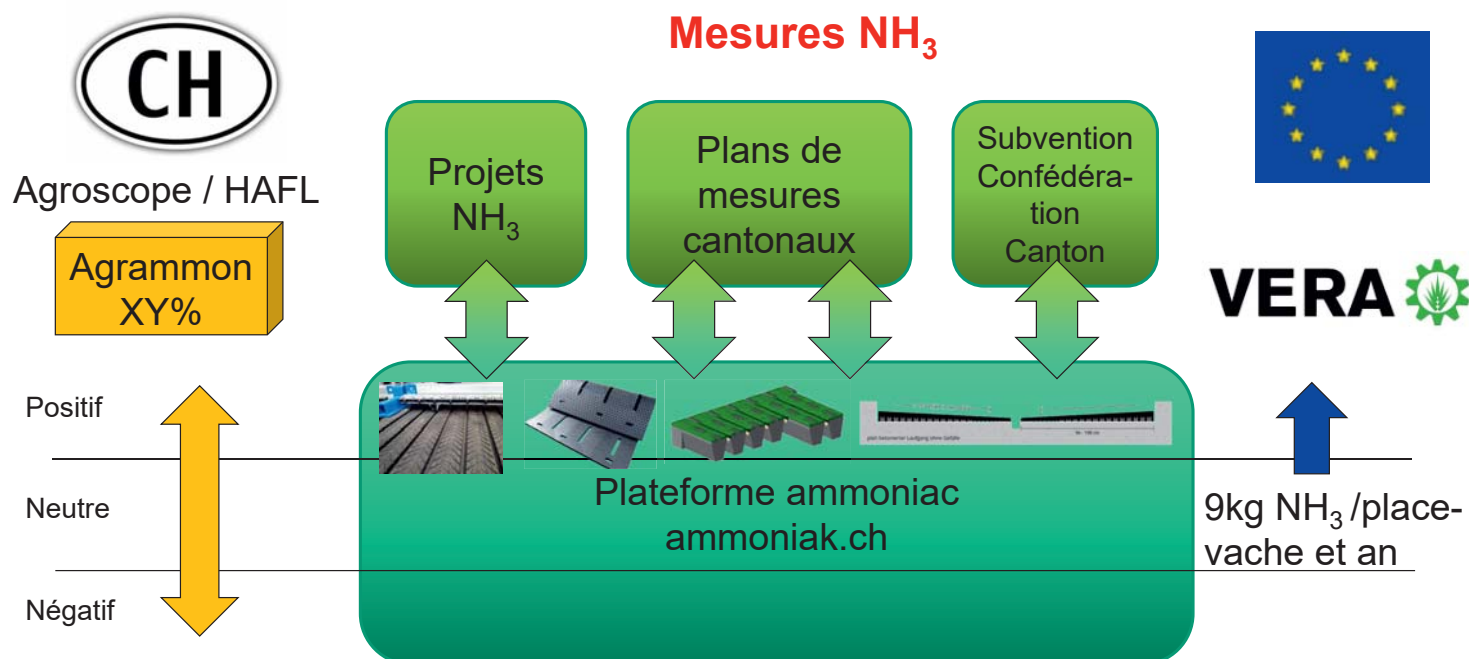 Mesures NH₃
CH
Agroscope / HAFL
Agrammon
XY%
Projets
NH₃
Plans de
mesures
cantonaux
Subvention
Confédéra-
tion
Canton
VERA
Positif
Neutre
Négatif
Plateforme ammoniac
ammoniak.ch
9kg NH₃ /place-
vache et an